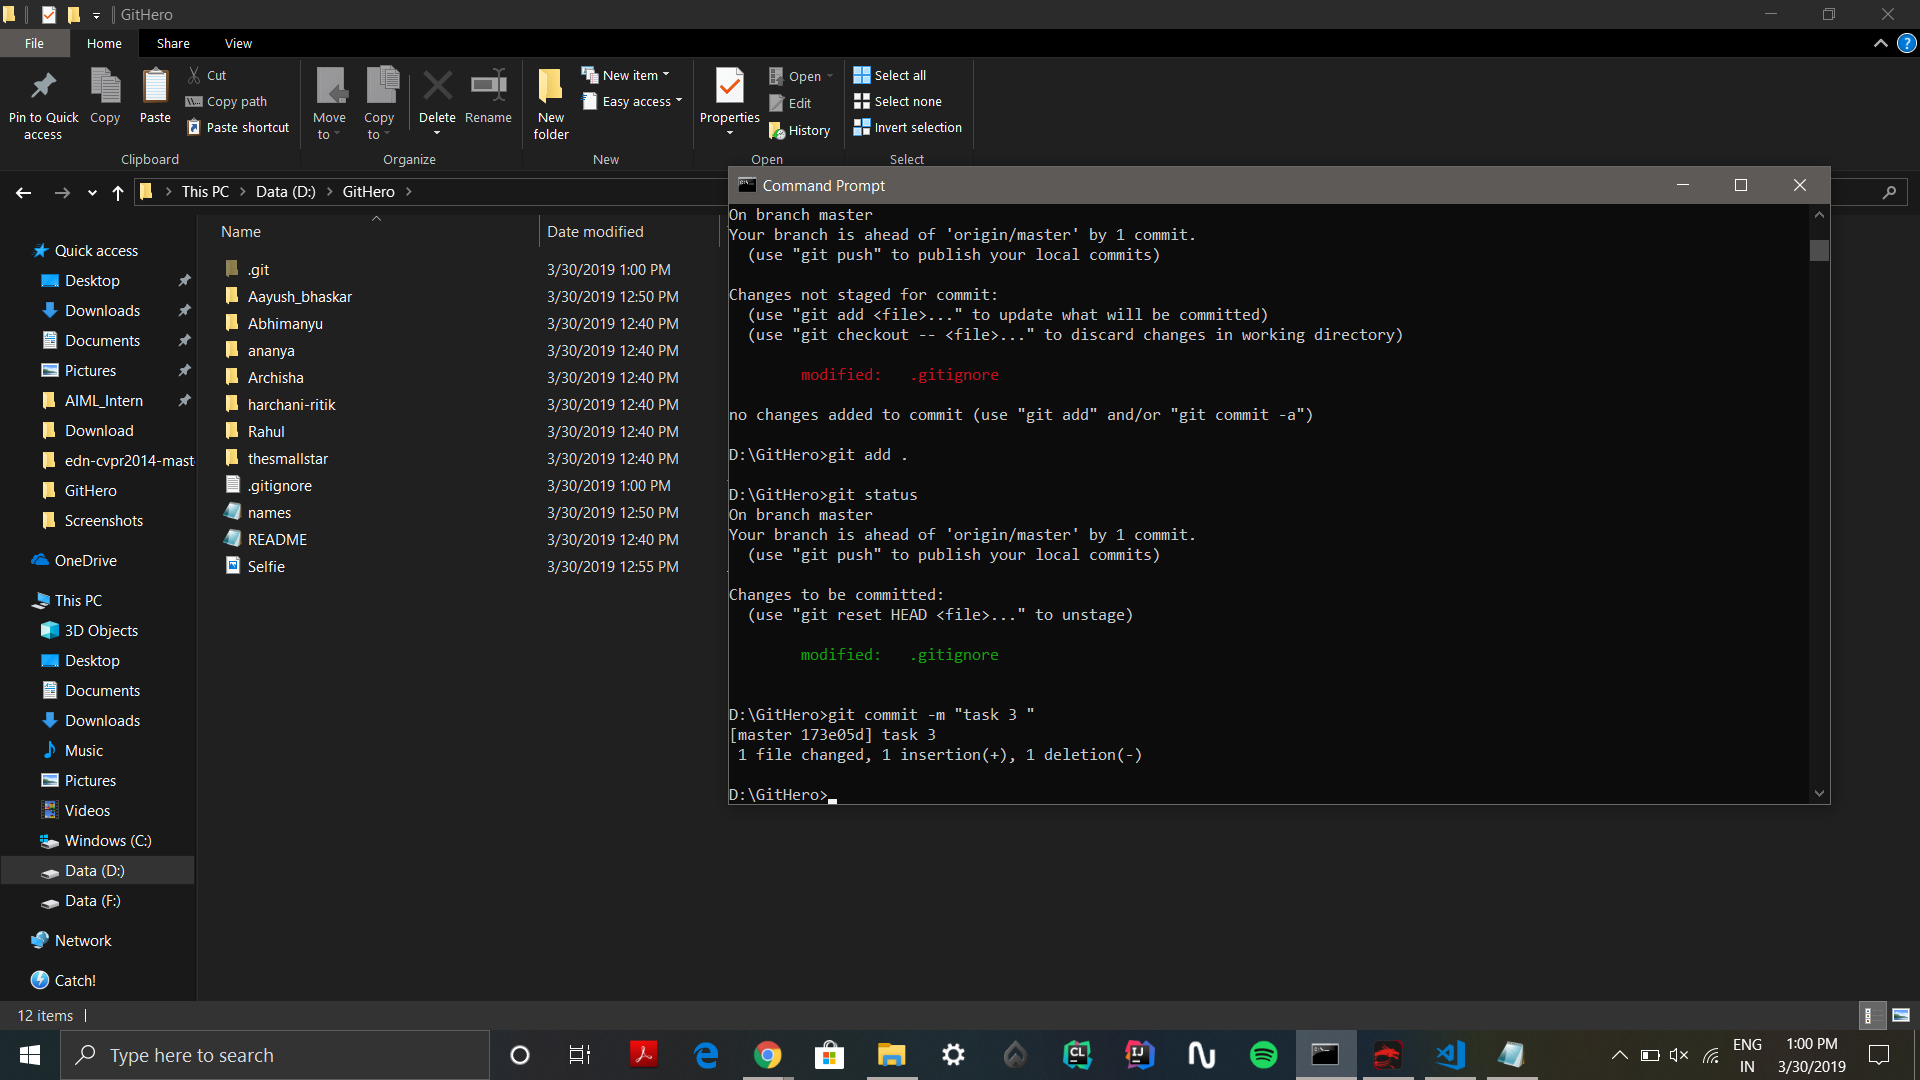 GitHero
File Home Share View
Pin to Quick access
Copy
Paste
Cut
Copy path
Paste shortcut
Clipboard
Move to
Copy to
Delete
Rename
Organize
New folder
New item
Easy access
New
Properties
Open
Edit
History
Open
Select all
Select none
Invert selection
Select
This PC > Data (D:) > GitHero >
Quick access
Desktop
Downloads
Documents
Pictures
AIML_Intern
Download
edn-cvpr2014-mast
GitHero
Screenshots
OneDrive
This PC
3D Objects
Desktop
Documents
Downloads
Music
Pictures
Videos
Windows (C:)
Data (D:)
Data (F:)
Network
Catch!
Name Date modified
.git 3/30/2019 1:00 PM
Aayush_bhaskar 3/30/2019 12:50 PM
Abhimanyu 3/30/2019 12:40 PM
ananya 3/30/2019 12:40 PM
Archisha 3/30/2019 12:40 PM
harchani-ritik 3/30/2019 12:40 PM
Rahul 3/30/2019 12:40 PM
thesmallstar 3/30/2019 12:40 PM
.gitignore 3/30/2019 1:00 PM
names 3/30/2019 12:50 PM
README 3/30/2019 12:40 PM
Selfie 3/30/2019 12:55 PM
Command Prompt
On branch master
Your branch is ahead of 'origin/master' by 1 commit.
(use "git push" to publish your local commits)
Changes not staged for commit:
(use "git add <file>..." to update what will be committed)
(use "git checkout -- <file>..." to discard changes in working directory)
modified: .gitignore
no changes added to commit (use "git add" and/or "git commit -a")
D:\GitHero>git add .
D:\GitHero>git status
On branch master
Your branch is ahead of 'origin/master' by 1 commit.
(use "git push" to publish your local commits)
Changes to be committed:
(use "git reset HEAD <file>..." to unstage)
modified: .gitignore
D:\GitHero>git commit -m "task 3 "
[master 173e05d] task 3
1 file changed, 1 insertion(+), 1 deletion(-)
D:\GitHero>
12 items
Type here to search
CL
IJ
ENG
IN
1:00 PM
3/30/2019